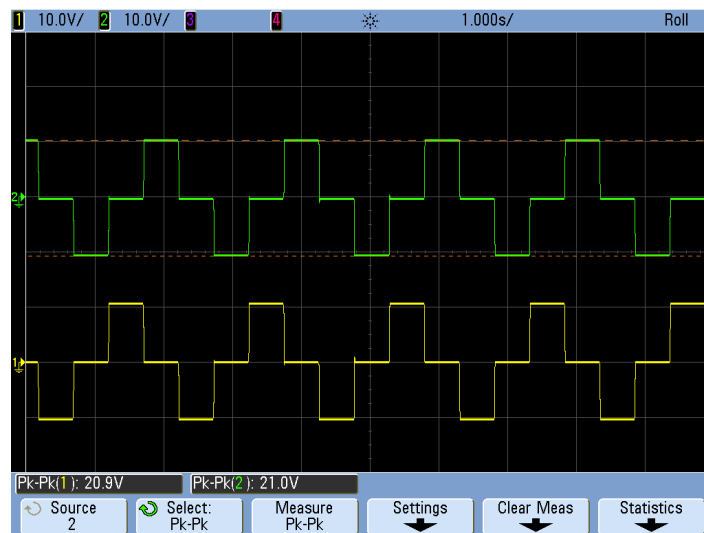 1 10.0V/ 2 10.0V/ 3 4 1.000s/ Roll
2
1
Pk-Pk(1): 20.9V Pk-Pk(2): 21.0V
Source Select: Measure Settings Clear Meas Statistics
2 Pk-Pk Pk-Pk